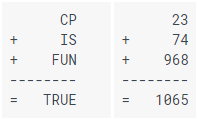 CP 23
+ IS + 74
+ FUN + 968
-------- --------
= TRUE = 1065